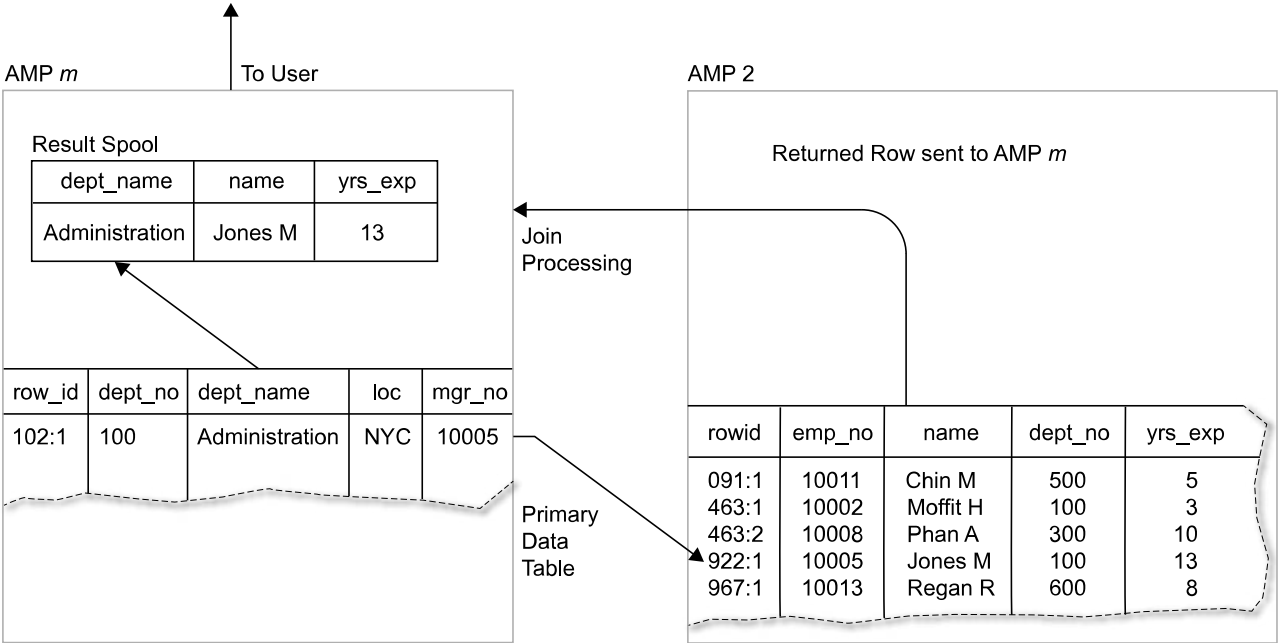 AMP m
To User
Result Spool
dept_name name yrs_exp
Administration Jones M 13
row_id dept_no dept_name loc mgr_no
102:1 100 Administration NYC 10005
Join
Processing
Primary
Data
Table
AMP 2
Returned Row sent to AMP m
rowid emp_no name dept_no yrs_exp
091:1 10011 Chin M 500 5
463:1 10002 Moffit H 100 3
463:2 10008 Phan A 300 10
922:1 10005 Jones M 100 13
967:1 10013 Regan R 600 8